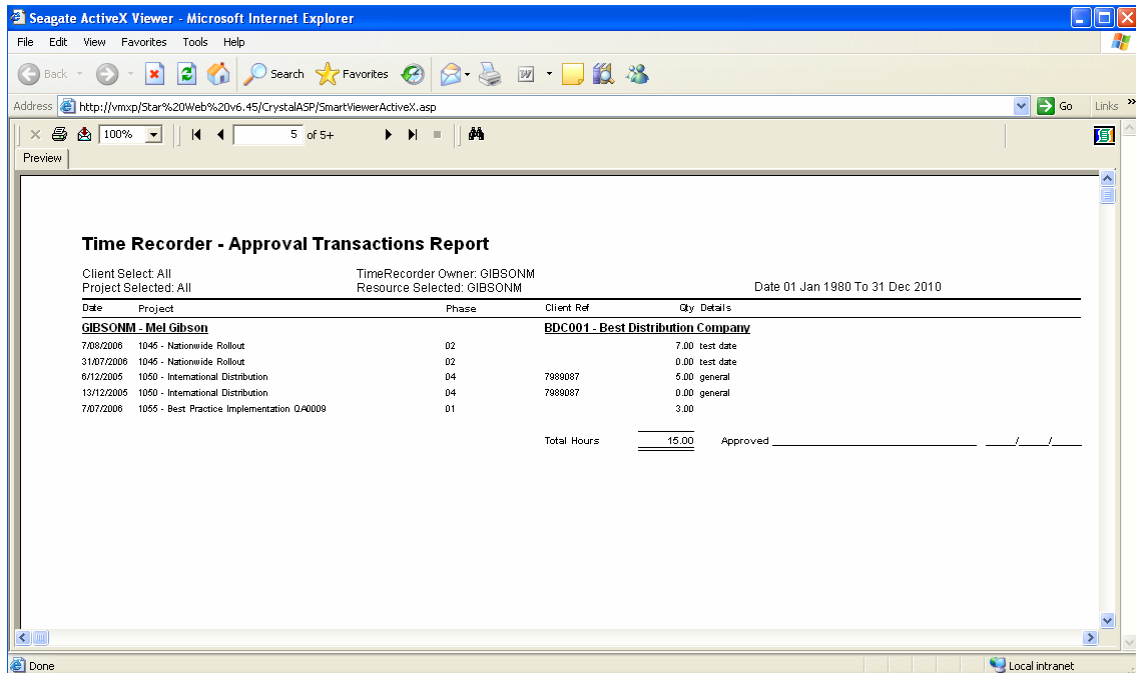 Seagate ActiveX Viewer - Microsoft Internet Explorer
File Edit View Favorites Tools Help
Back Search Favorites
Address http://vmxp/Star%20Web%20v6.45/CrystalASP/SmartViewerActiveX.asp Go Links »
100% 5 of 5+
Preview
Time Recorder - Approval Transactions Report
Client Select: All TimeRecorder Owner: GIBSONM
Project Selected: All Resource Selected: GIBSONM Date 01 Jan 1980 To 31 Dec 2010
Date Project Phase Client Ref Qty Details
GIBSONM - Mel Gibson BDC001 - Best Distribution Company
7/08/2006 1045 - Nationwide Rollout 02 7.00 test date
31/07/2006 1045 - Nationwide Rollout 02 0.00 test date
6/12/2005 1050 - International Distribution 04 7989087 5.00 general
13/12/2005 1050 - International Distribution 04 7989087 0.00 general
7/07/2006 1055 - Best Practice Implementation QA0009 01 3.00
Total Hours 15.00 Approved ____ __/__/__
Done Local intranet